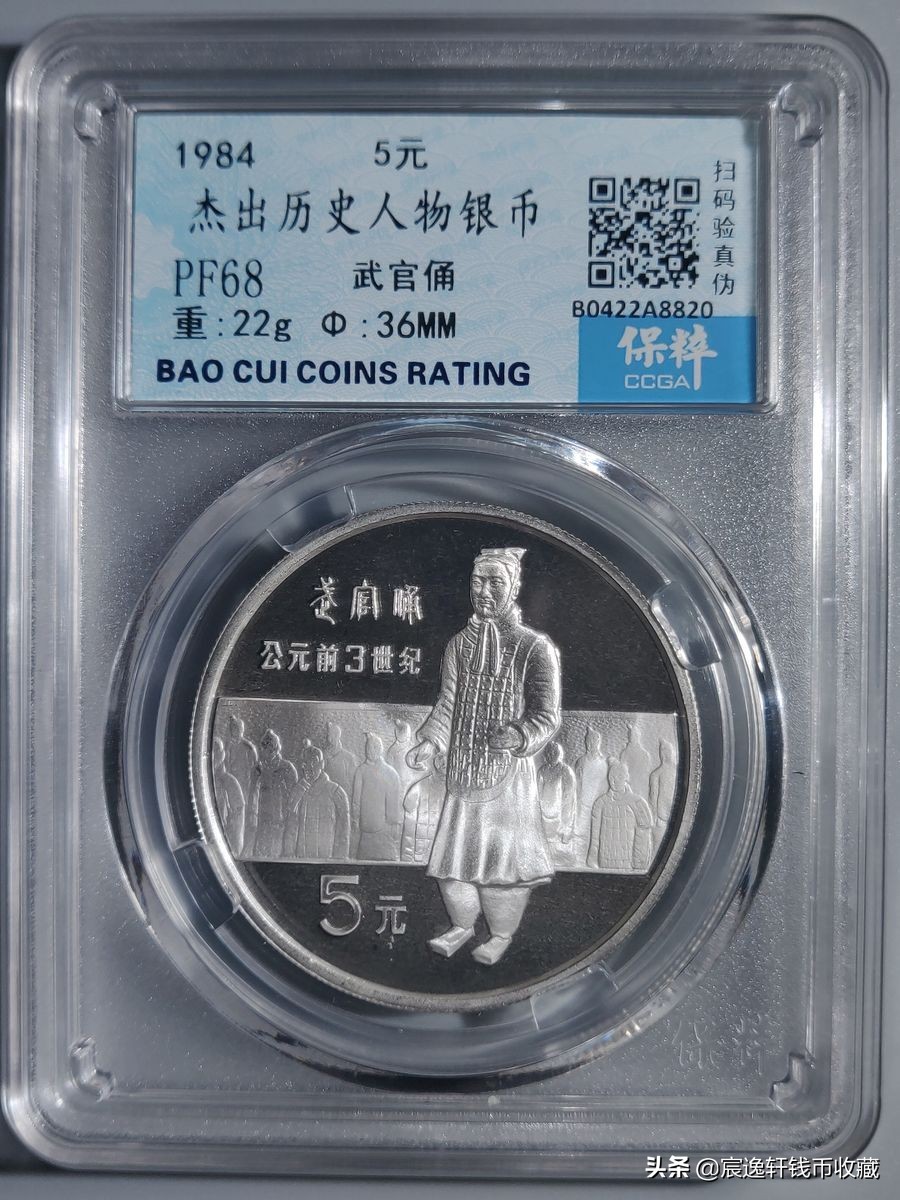 1984 5元
杰出历史人物银币
PF68 武官俑
重:22g Φ:36MM
BAO CUI COINS RATING
扫码验真伪
B0422A8820
保粹
CCGA
武官俑
公元前3世纪
5元
保粹
头条 @宸逸轩钱币收藏